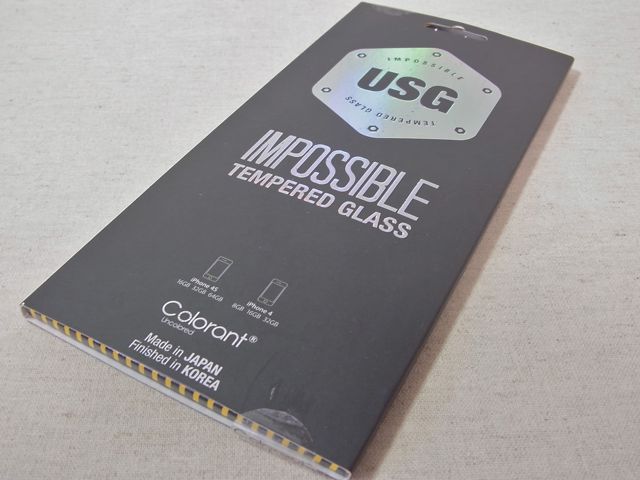 IMPOSSIBLE
USG
TEMPERED GLASS
IMPOSSIBLE
TEMPERED GLASS
iPhone 4S
16GB 32GB 64GB
iPhone 4
8GB 16GB 32GB
Colorant®
Uncolored
Made in JAPAN
Finished in KOREA